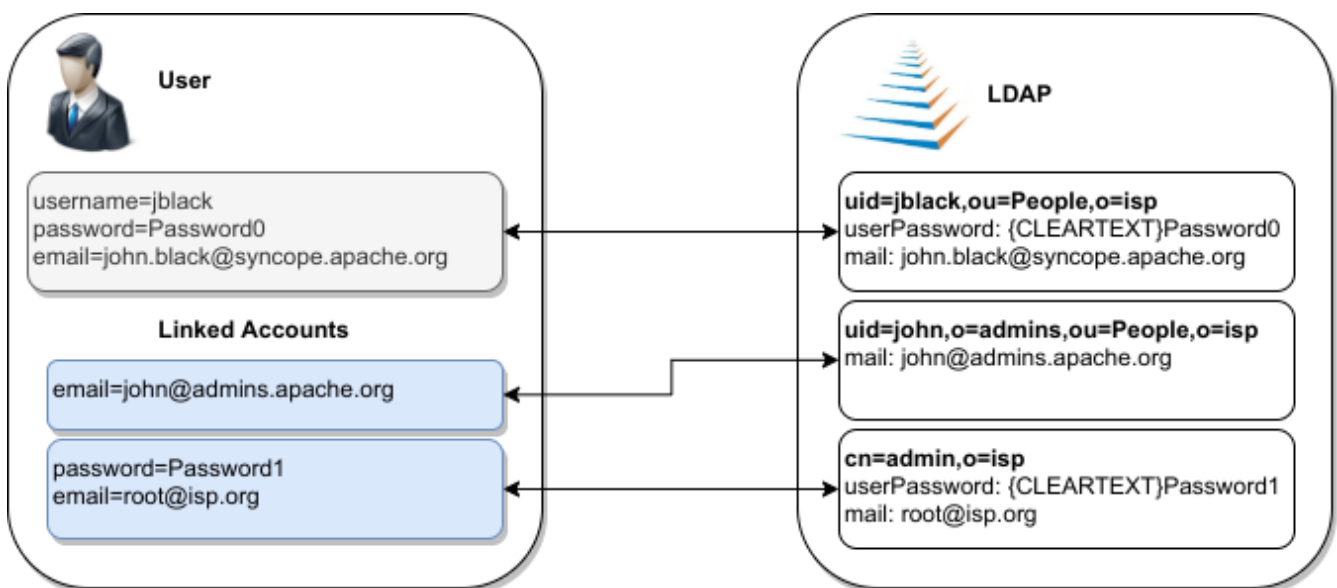 User
username=jblack
password=Password0
email=john.black@syncope.apache.org
Linked Accounts
email=john@admins.apache.org
password=Password1
email=root@isp.org
LDAP
uid=jblack,ou=People,o=isp
userPassword: {CLEARTEXT}Password0
mail: john.black@syncope.apache.org
uid=john,o=admins,ou=People,o=isp
mail: john@admins.apache.org
cn=admin,o=isp
userPassword: {CLEARTEXT}Password1
mail: root@isp.org